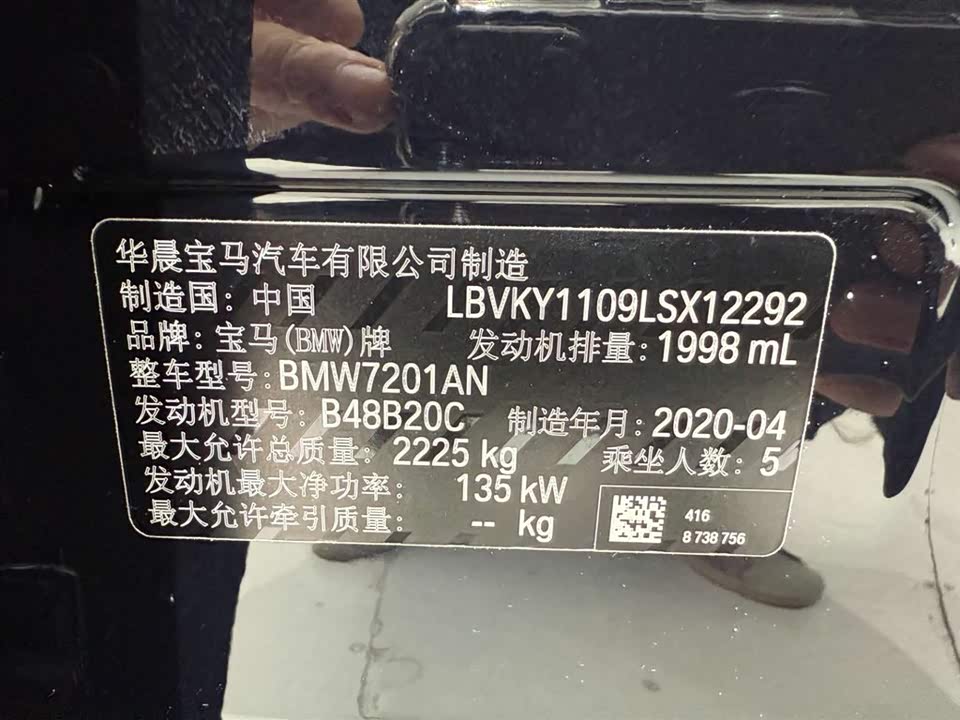 华晨宝马汽车有限公司制造
制造国：中国 LBVKY1109LSX12292
品牌：宝马(BMW)牌 发动机排量：1998 mL
整车型号：BMW7201AN
发动机型号：B48B20C 制造年月：2020-04
最大允许总质量：2225 kg 乘坐人数：5
发动机最大净功率：135 kW
最大允许牵引质量：-- kg
416
8 738 756